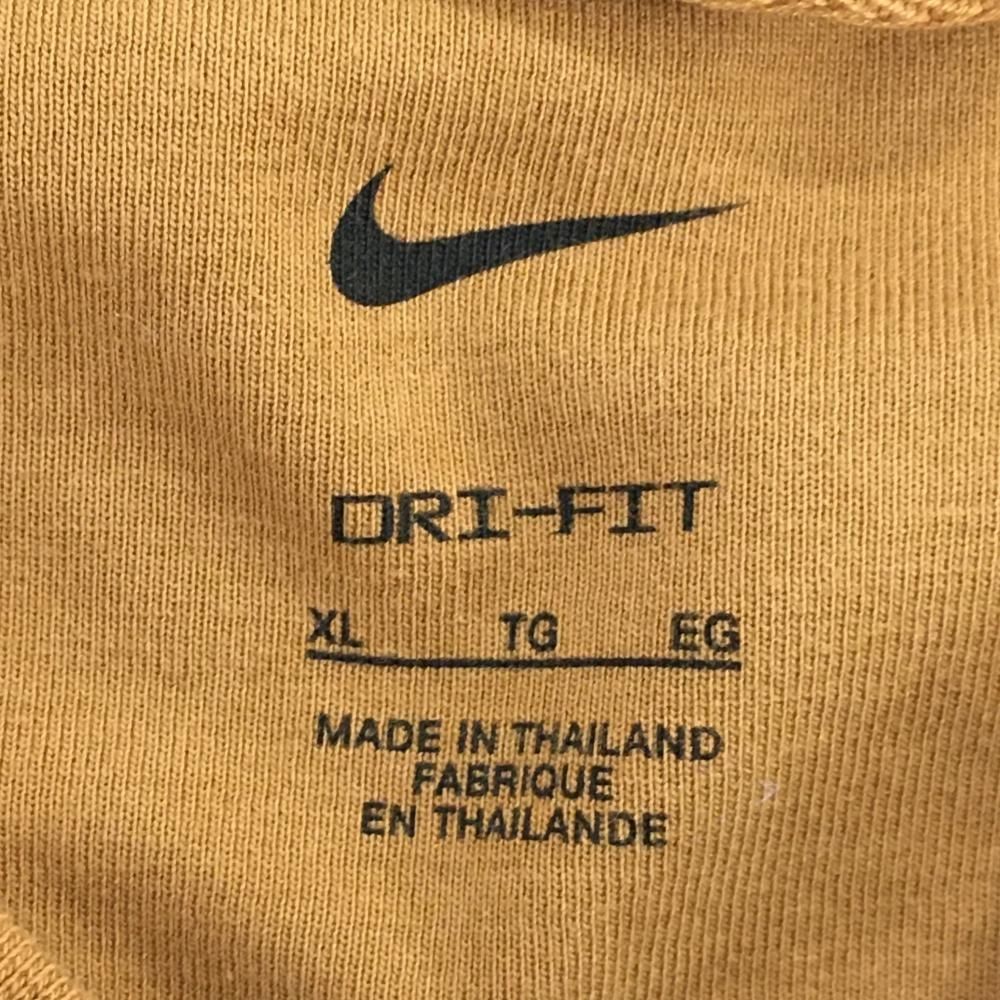 DRI-FIT
XL TG EG
MADE IN THAILAND
FABRIQUE
EN THAILANDE